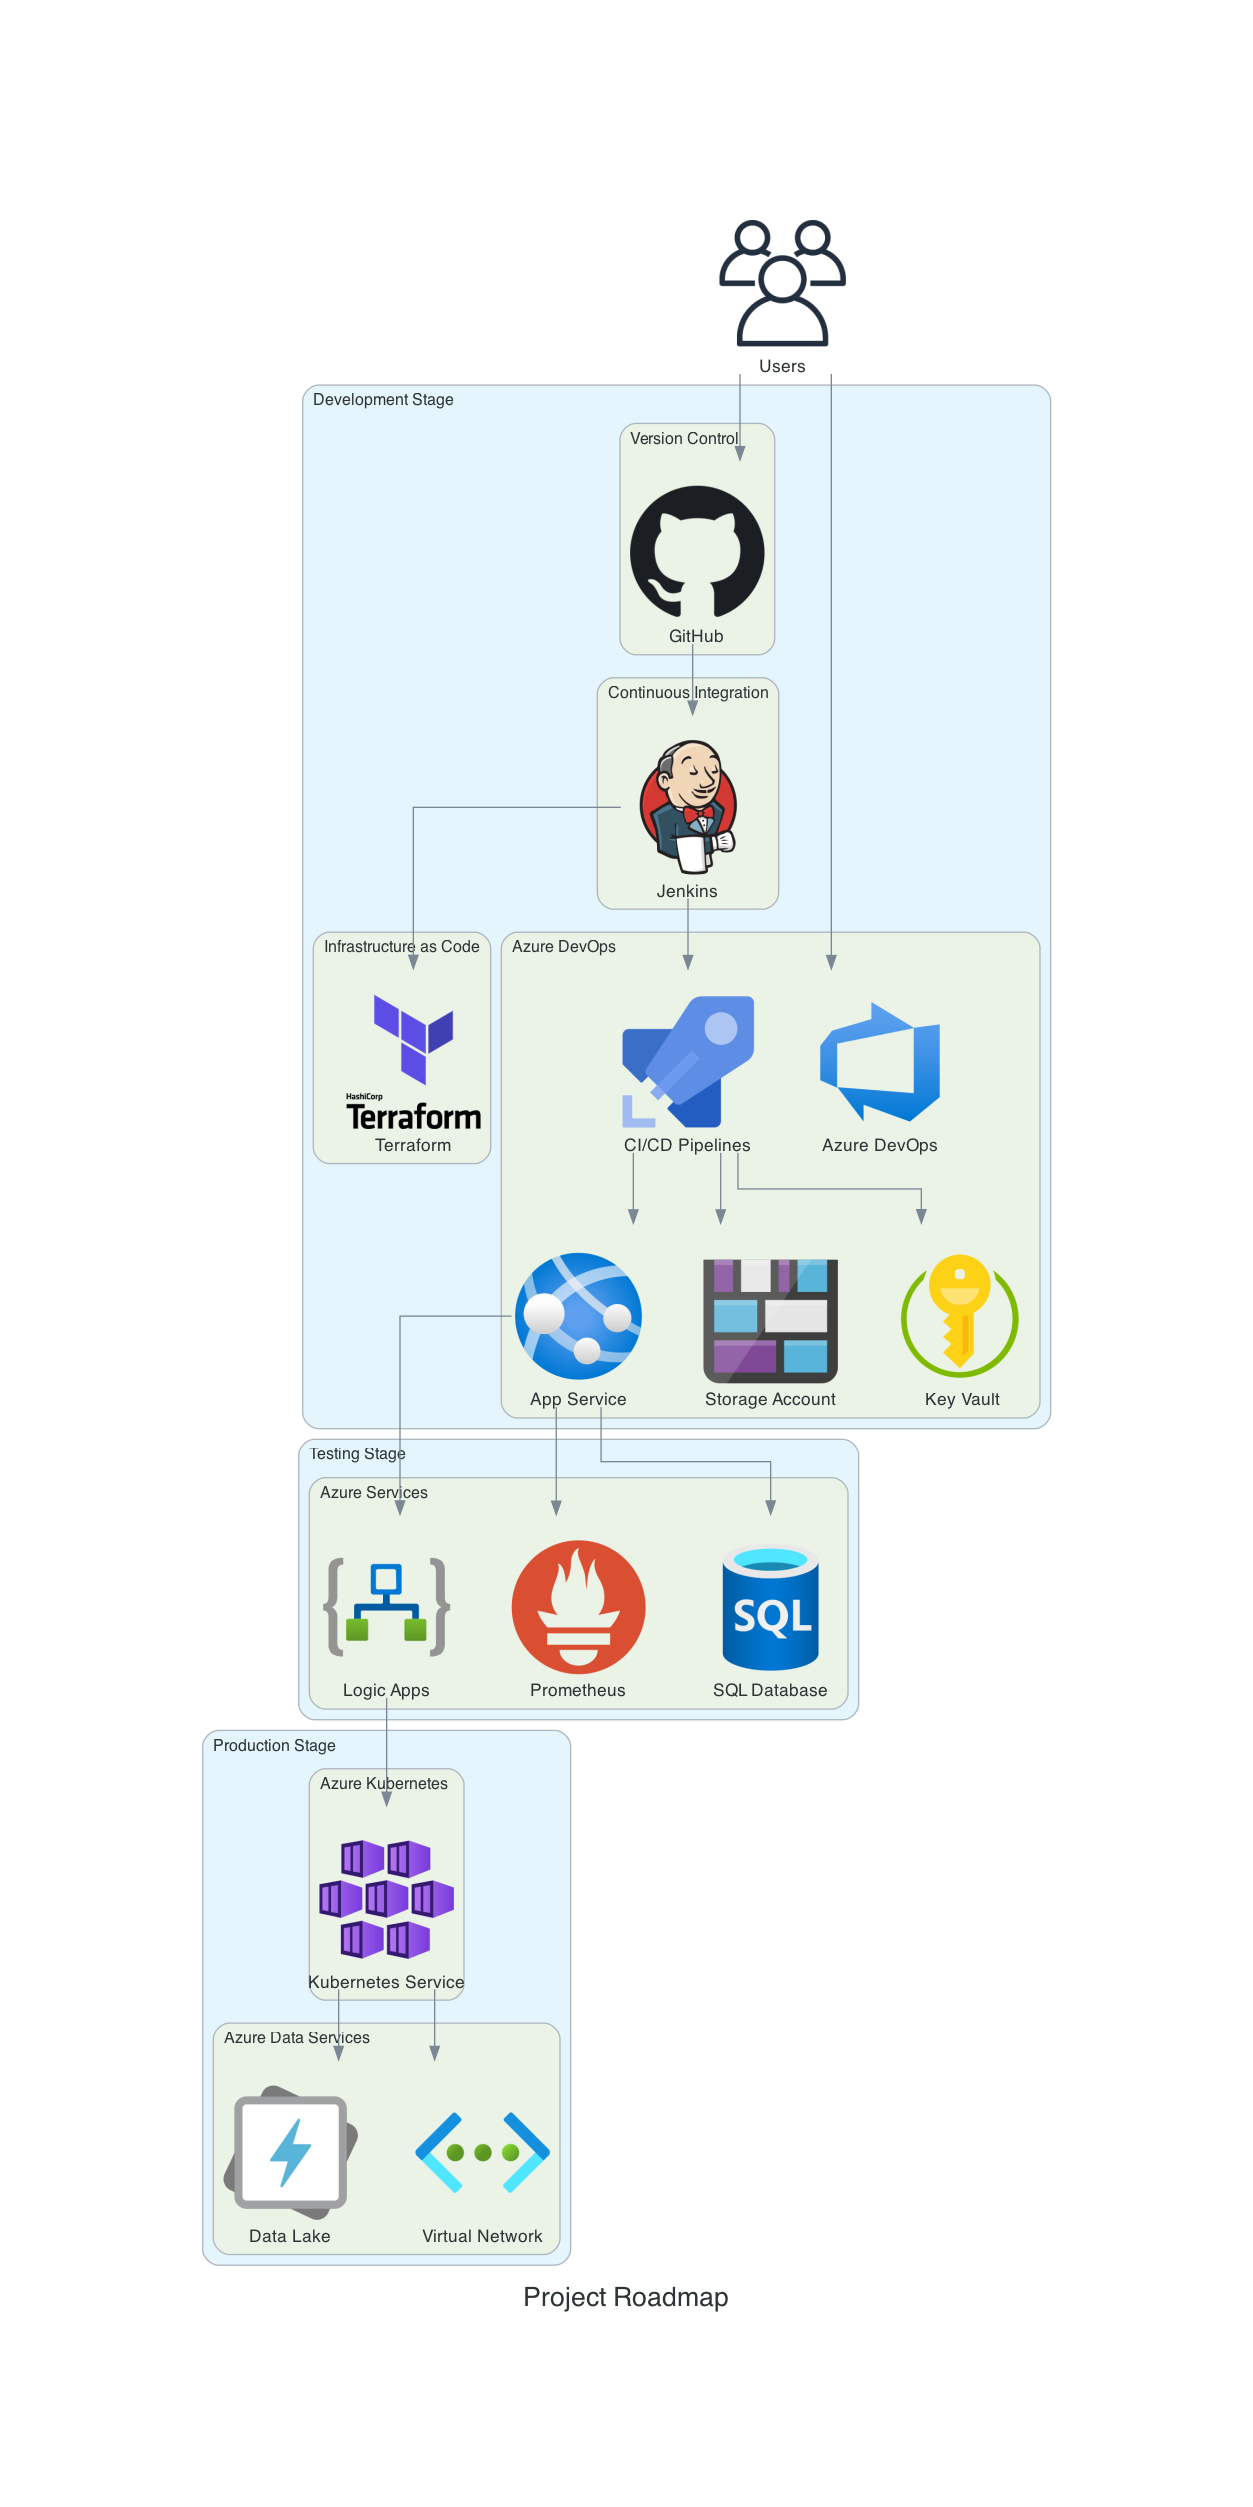 Users
Development Stage
Version Control
GitHub
Continuous Integration
Jenkins
Infrastructure as Code
Azure DevOps
HashiCorp
Terraform
Terraform
CI/CD Pipelines
Azure DevOps
App Service
Storage Account
Key Vault
Testing Stage
Azure Services
SQL
Logic Apps
Prometheus
SQL Database
Production Stage
Azure Kubernetes
Kubernetes Service
Azure Data Services
Data Lake
Virtual Network
Project Roadmap